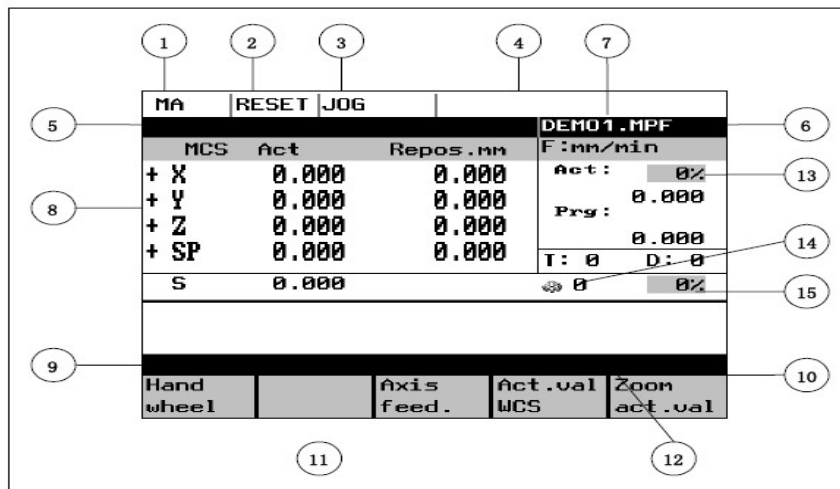 1 2 3 4 7
MA RESET JOG
5 DEMO1.MPF 6
MCS Act Repos.mm F:mm/min
+ X 0.000 0.000 Act: 0% 13
+ Y 0.000 0.000 0.000
8 Prg:
+ Z 0.000 0.000
+ SP 0.000 0.000 0.000 14
T: 0 D: 0
S 0.000 0 0% 15
9 10
Hand Axis Act.val Zoom
wheel feed. WCS act.val
11 12